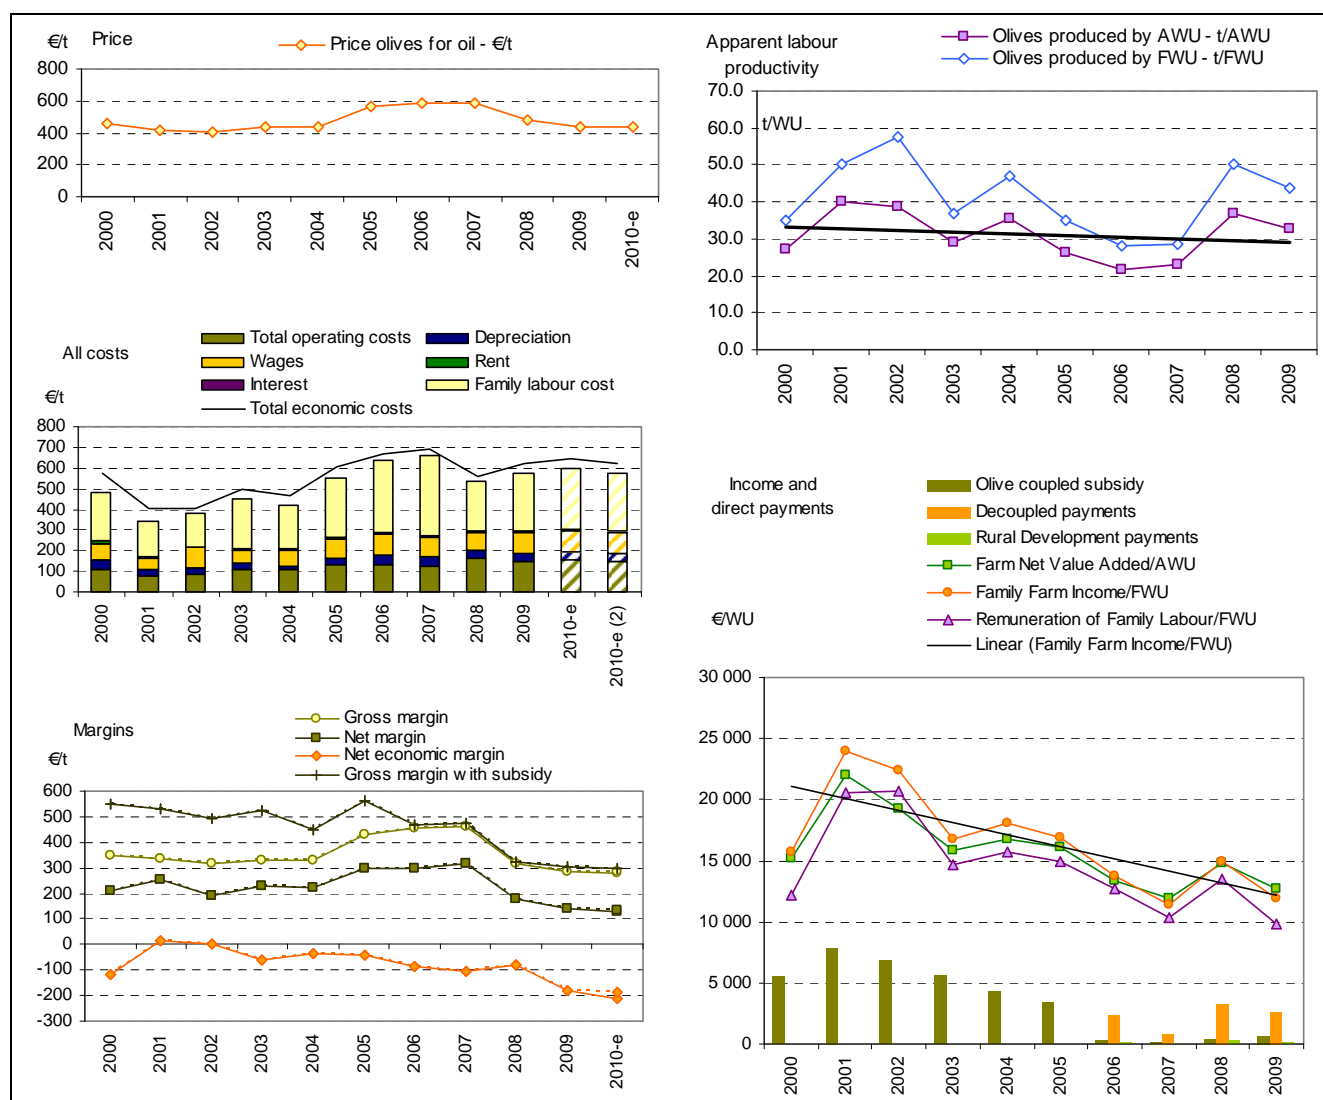 €/t
Price
Price olives for oil - €/t
800
600
400
200
0
2000
2001
2002
2003
2004
2005
2006
2007
2008
2009
2010-e
Apparent labour
productivity
Olives produced by AWU - t/AWU
Olives produced by FWU - t/FWU
t/WU
70.0
60.0
50.0
40.0
30.0
20.0
10.0
0.0
2000
2001
2002
2003
2004
2005
2006
2007
2008
2009
All costs
Total operating costs
Depreciation
Wages
Rent
Interest
Family labour cost
Total economic costs
€/t
800
700
600
500
400
300
200
100
0
2000
2001
2002
2003
2004
2005
2006
2007
2008
2009
2010-e
2010-e (2)
Margins
Gross margin
Net margin
Net economic margin
Gross margin with subsidy
€/t
600
500
400
300
200
100
0
-100
-200
-300
2000
2001
2002
2003
2004
2005
2006
2007
2008
2009
2010-e
Income and
direct payments
Olive coupled subsidy
Decoupled payments
Rural Development payments
Farm Net Value Added/AWU
Family Farm Income/FWU
Remuneration of Family Labour/FWU
Linear (Family Farm Income/FWU)
€/WU
30 000
25 000
20 000
15 000
10 000
5 000
0
2000
2001
2002
2003
2004
2005
2006
2007
2008
2009